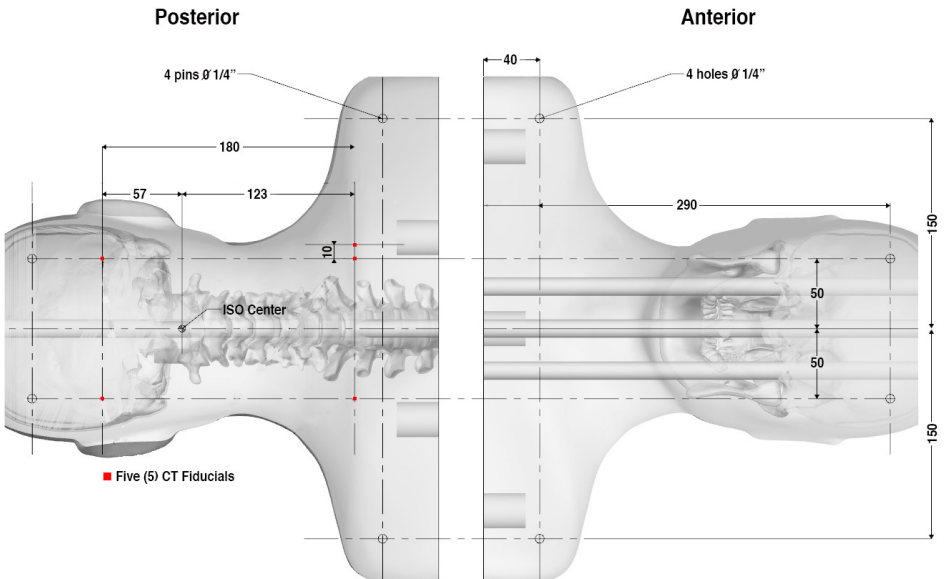 Posterior
Anterior
40
4 pins Ø 1/4”
4 holes Ø 1/4”
180
57
123
290
150
10
50
ISO Center
50
150
Five (5) CT Fiducials